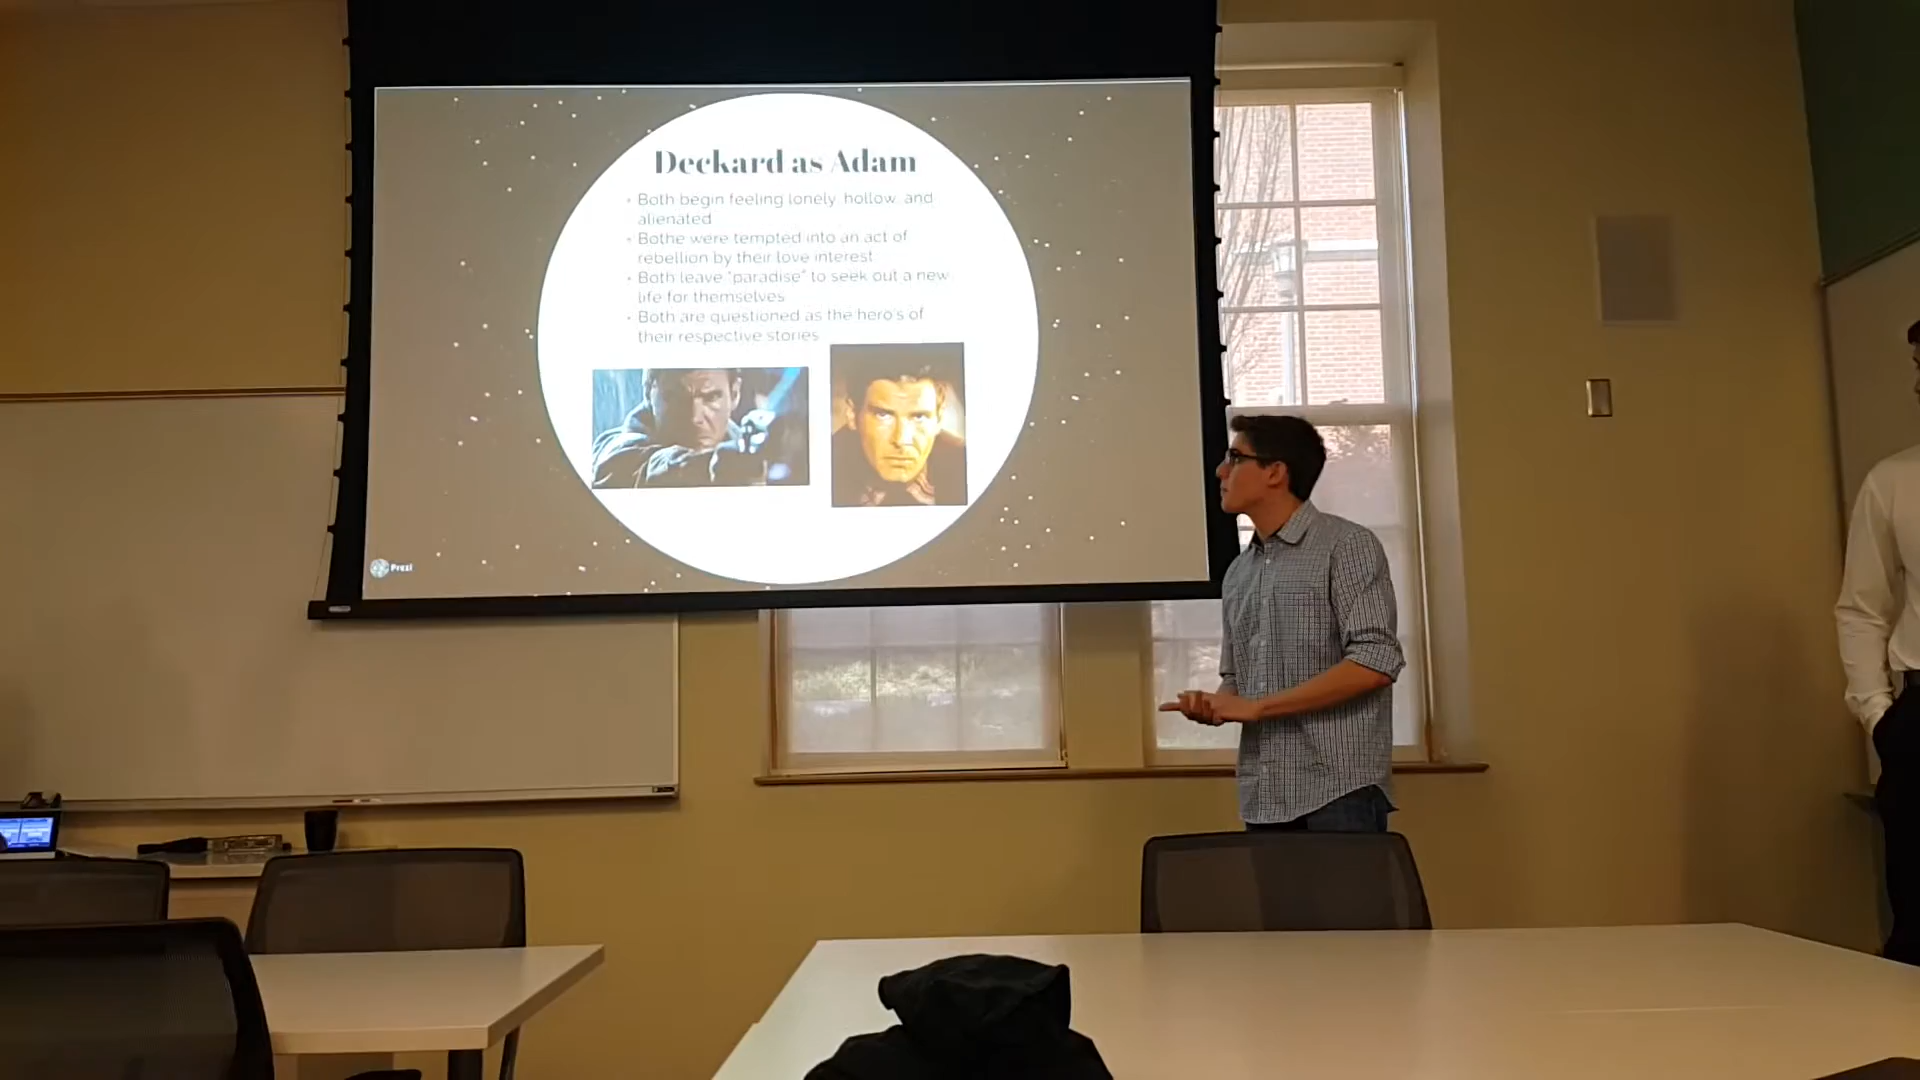 Deckard as Adam
• Both begin feeling lonely, hollow, and
alienated
• Bothe were tempted into an act of
rebellion by their love interest
• Both leave "paradise" to seek out a new
life for themselves
• Both are questioned as the hero's of
their respective stories
Prezi